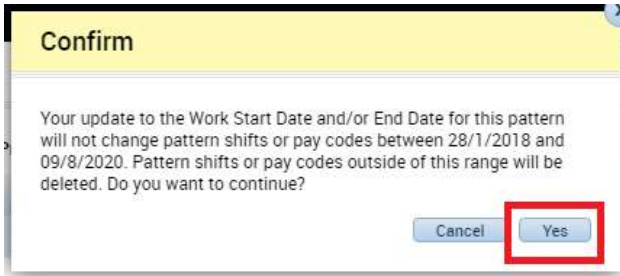 Confirm
Your update to the Work Start Date and/or End Date for this pattern
will not change pattern shifts or pay codes between 28/1/2018 and
09/8/2020. Pattern shifts or pay codes outside of this range will be
deleted. Do you want to continue?
Cancel Yes